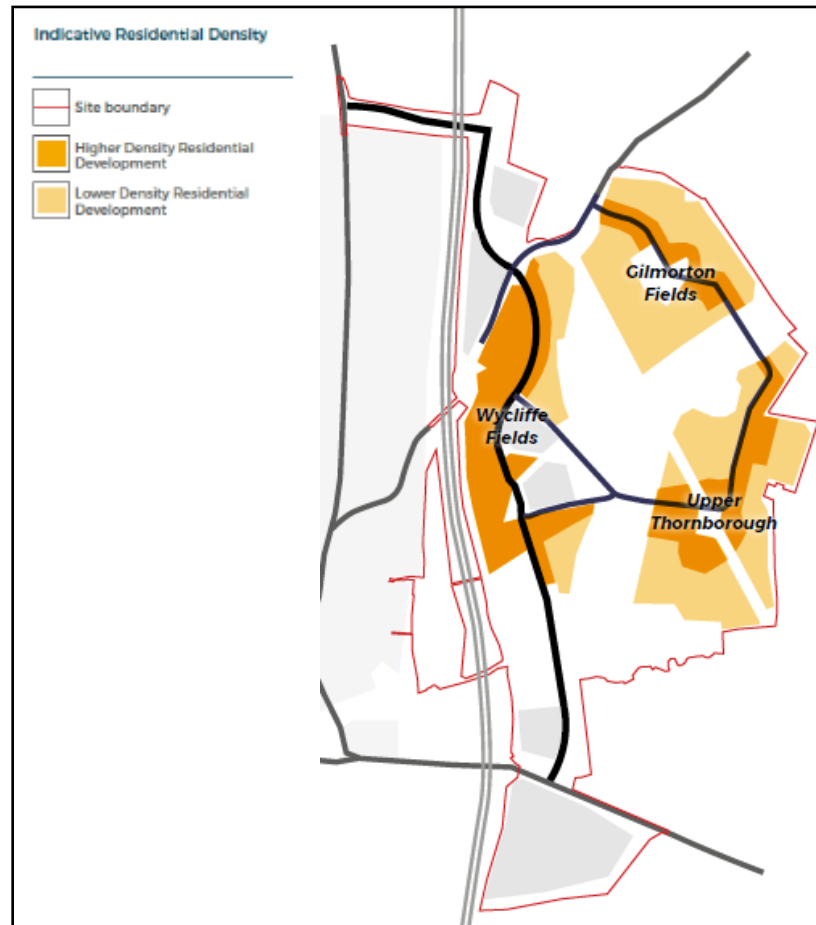 Indicative Residential Density
Site boundary
Higher Density Residential
Development
Lower Density Residential
Development
Gilmorton
Fields
Wycliffe
Fields
Upper
Thornborough